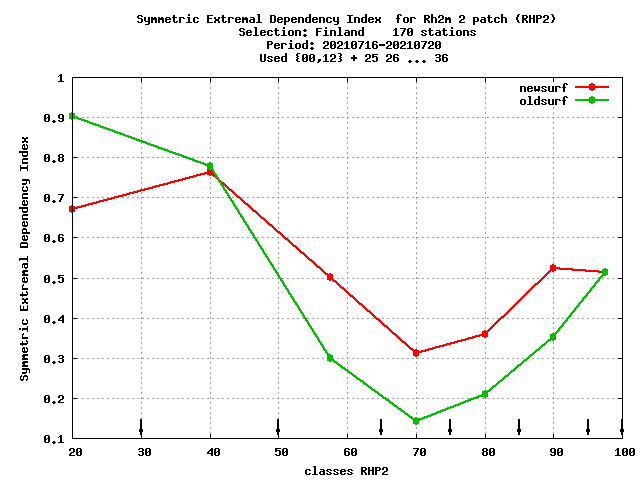 Symmetric Extremal Dependency Index  for Rh2m 2 patch (RHP2)
Selection: Finland    170 stations
Period: 20210716-20210720
Used {00,12} + 25 26 ... 36
newsurf
oldsurf
Symmetric Extremal Dependency Index
1
0.9
0.8
0.7
0.6
0.5
0.4
0.3
0.2
0.1
20 30 40 50 60 70 80 90 100
classes RHP2